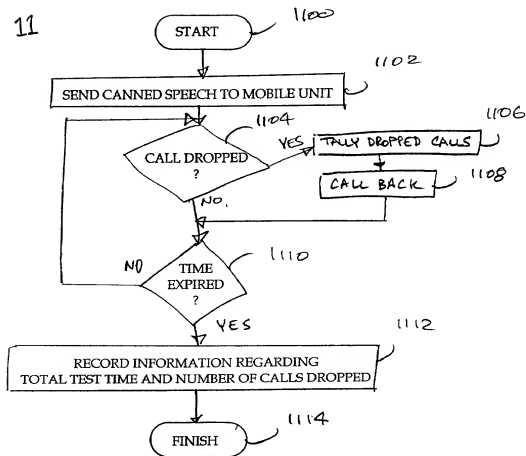 11
START
1100
SEND CANNED SPEECH TO MOBILE UNIT
1102
1104
CALL DROPPED
?
YES
TALLY DROPPED CALLS
1106
CALL BACK
1108
NO.
TIME
EXPIRED
?
1110
NO
YES
RECORD INFORMATION REGARDING
TOTAL TEST TIME AND NUMBER OF CALLS DROPPED
1112
FINISH
1114